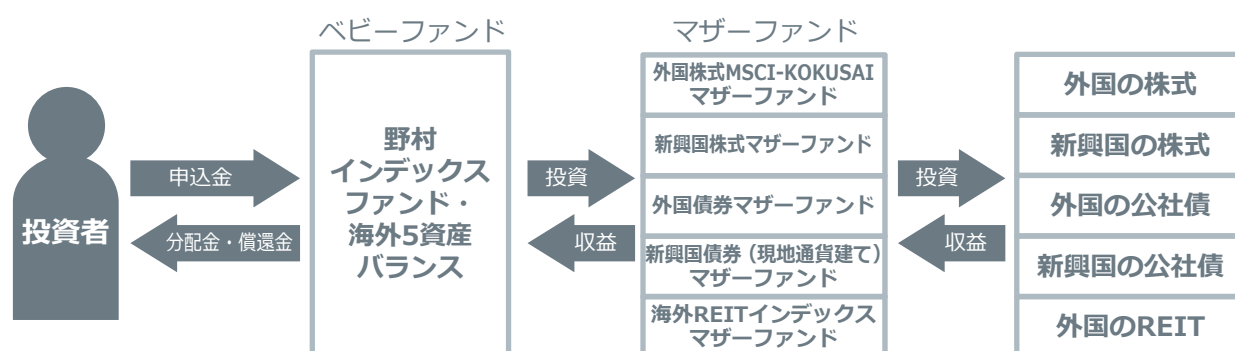 ベビーファンド
マザーファンド
投資者
申込金
分配金・償還金
野村
インデックス
ファンド・
海外5資産
バランス
投資
収益
外国株式MSCI-KOKUSAI
マザーファンド
新興国株式マザーファンド
外国債券マザーファンド
新興国債券（現地通貨建て）
マザーファンド
海外REITインデックス
マザーファンド
投資
収益
外国の株式
新興国の株式
外国の公社債
新興国の公社債
外国のREIT